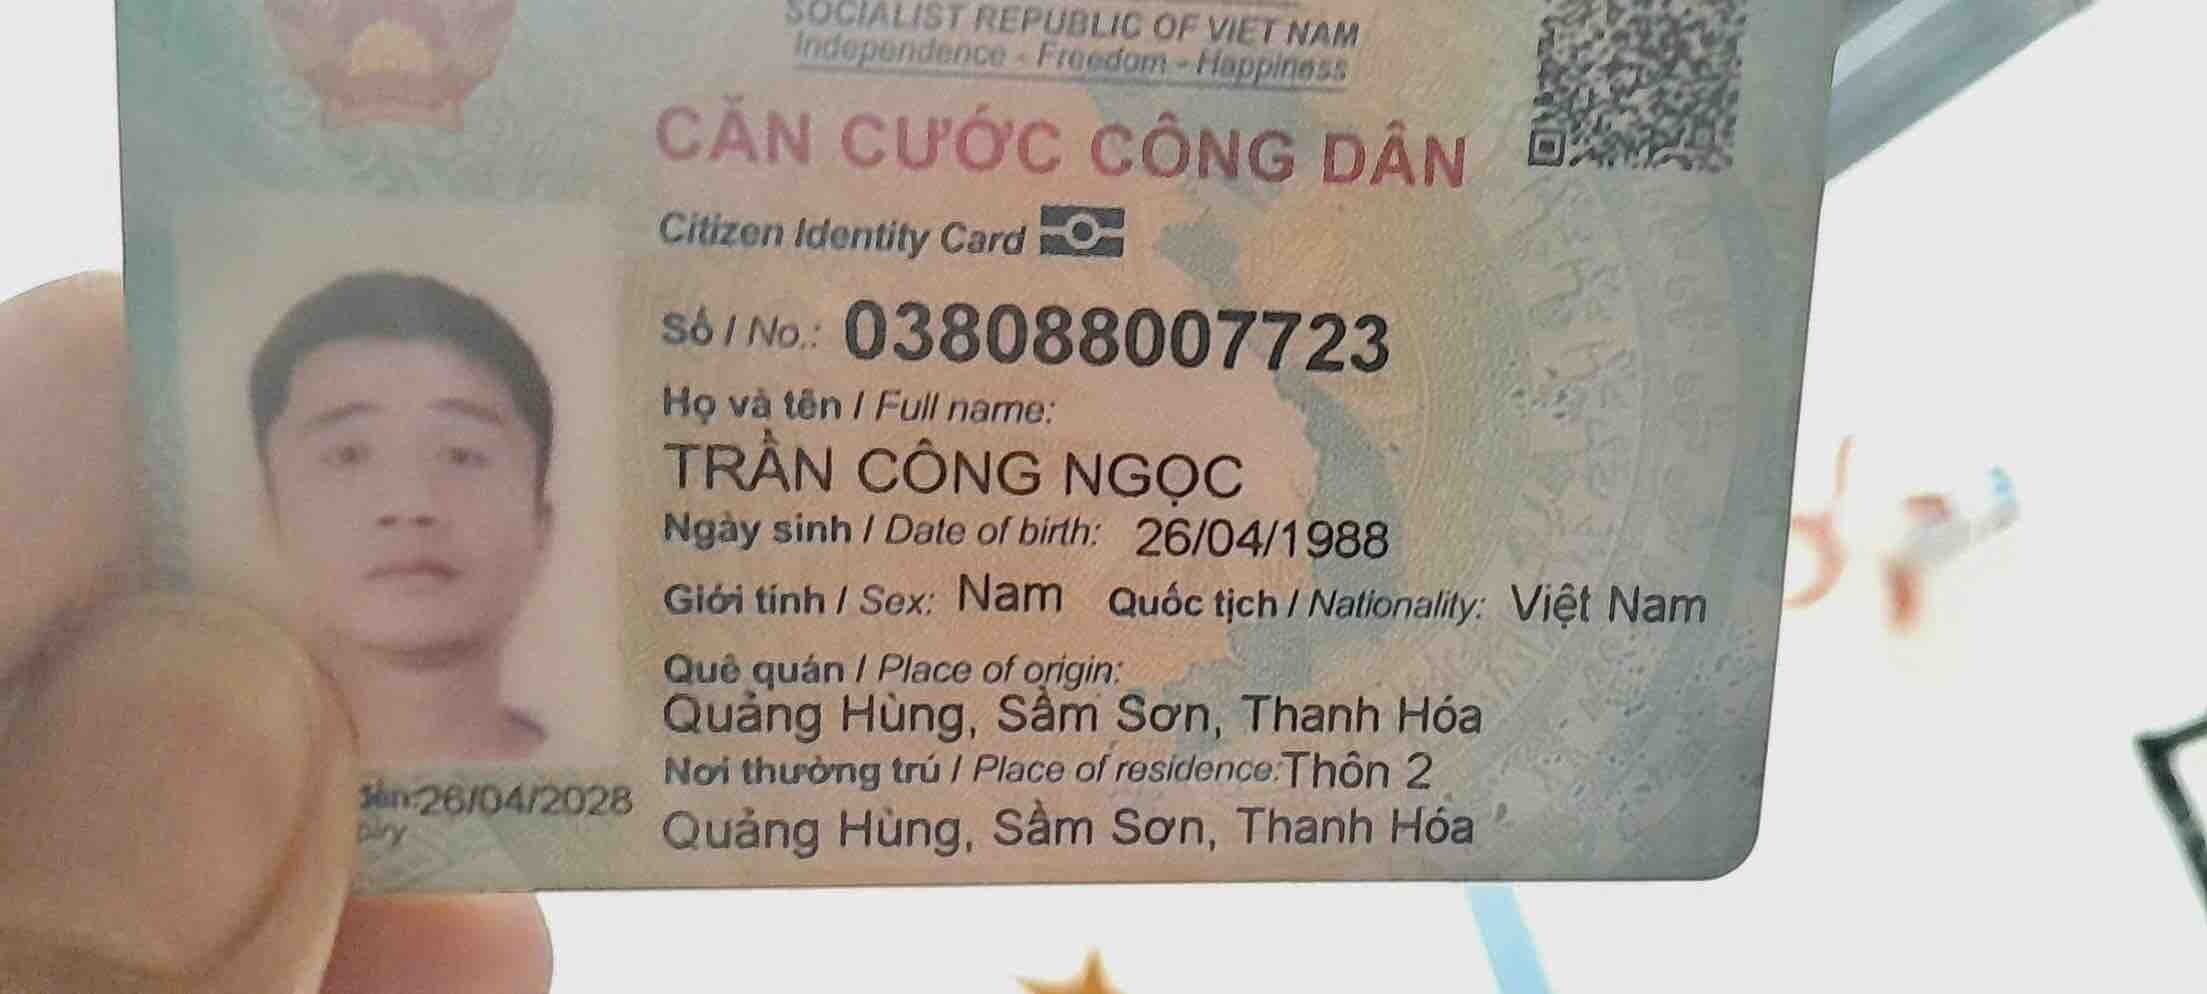 SOCIALIST REPUBLIC OF VIET NAM
Independence - Freedom - Happiness
CĂN CƯỚC CÔNG DÂN
Citizen Identity Card
Số / No.: 038088007723
Họ và tên / Full name:
TRẦN CÔNG NGỌC
Ngày sinh / Date of birth: 26/04/1988
Giới tính / Sex: Nam Quốc tịch / Nationality: Việt Nam
Quê quán / Place of origin:
Quảng Hùng, Sầm Sơn, Thanh Hóa
Nơi thường trú / Place of residence: Thôn 2
Quảng Hùng, Sầm Sơn, Thanh Hóa
26/04/2028